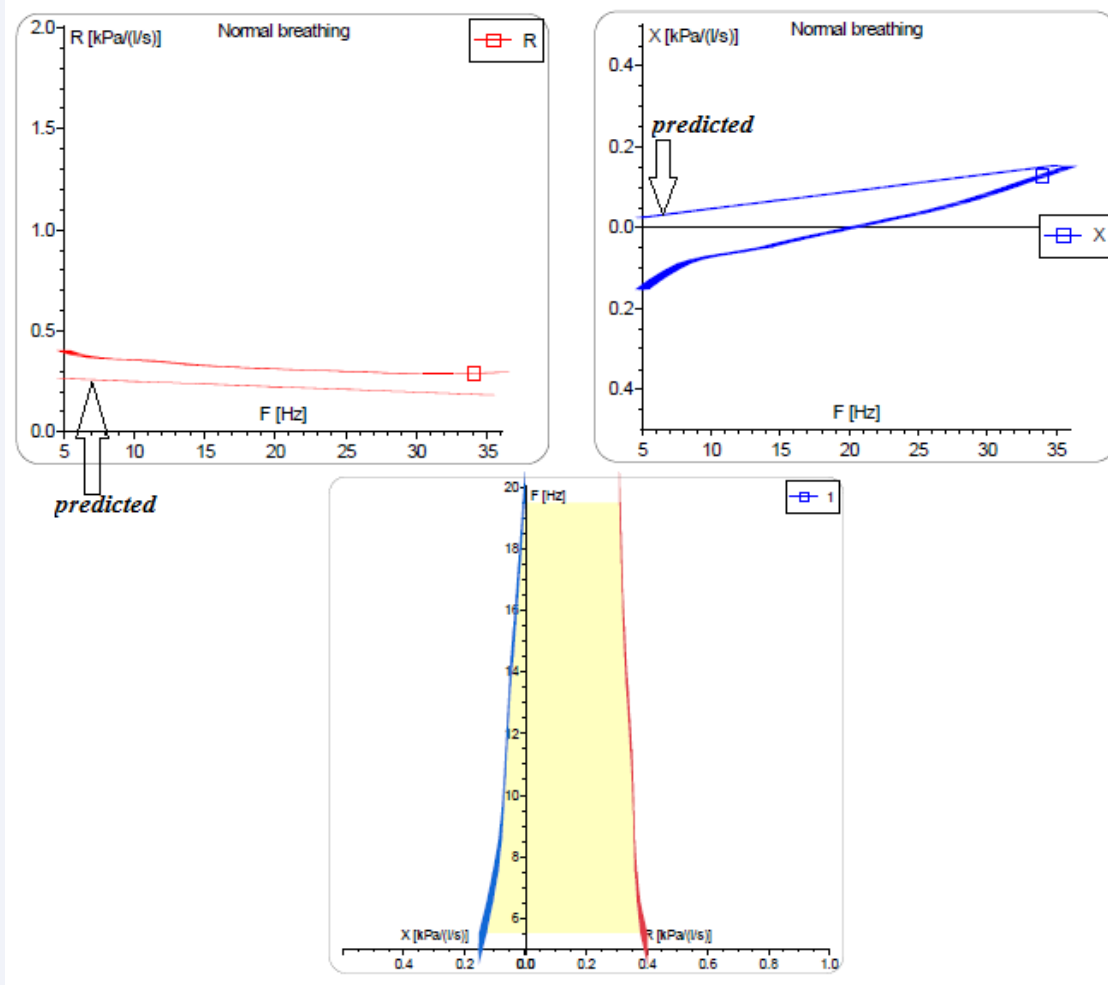 R [kPa/(l/s)]
Normal breathing
R
2.0
1.5
1.0
0.5
0.0
F [Hz]
5 10 15 20 25 30 35
predicted
X [kPa/(l/s)]
Normal breathing
predicted
0.4
0.2
0.0
X
0.2
0.4
F [Hz]
5 10 15 20 25 30 35
20
F [Hz]
1
18
16
14
12
10
8
6
X [kPa/(l/s)]
R [kPa/(l/s)]
0.4 0.2 0.0 0.2 0.4 0.6 0.8 1.0